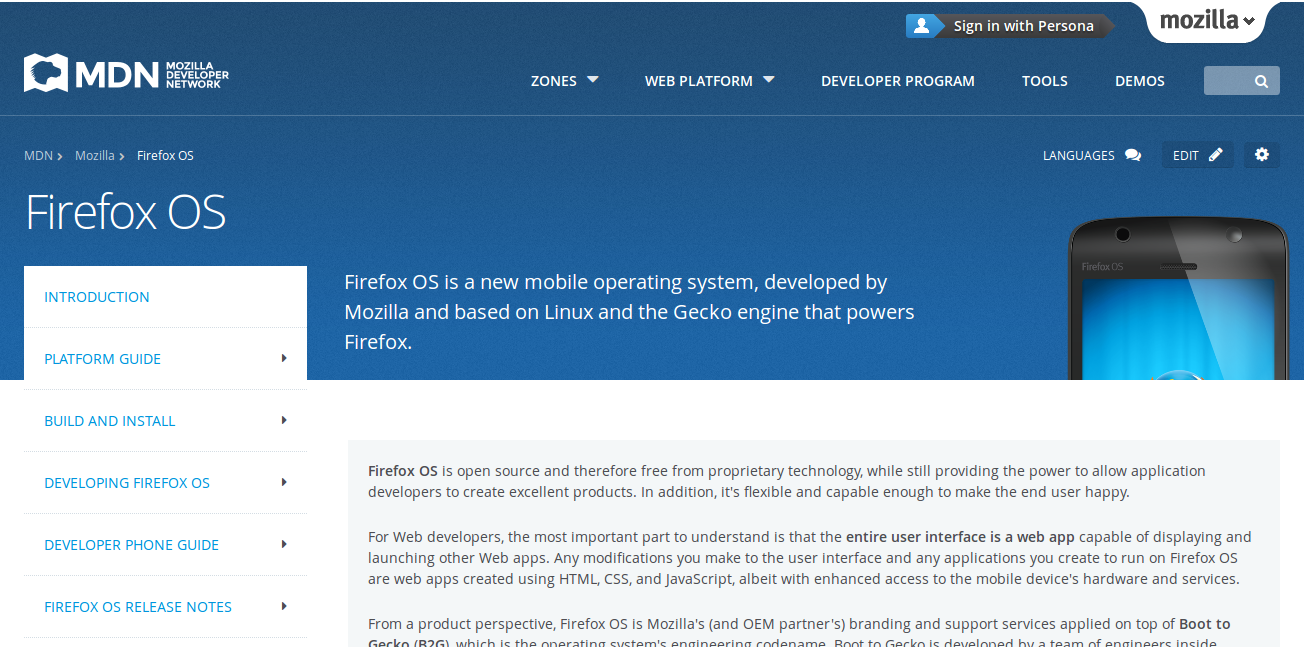 Sign in with Persona
mozilla
MDN MOZILLA
DEVELOPER
NETWORK
ZONES
WEB PLATFORM
DEVELOPER PROGRAM
TOOLS
DEMOS
MDN
Mozilla
Firefox OS
LANGUAGES
EDIT
Firefox OS
INTRODUCTION
PLATFORM GUIDE
BUILD AND INSTALL
DEVELOPING FIREFOX OS
DEVELOPER PHONE GUIDE
FIREFOX OS RELEASE NOTES
Firefox OS is a new mobile operating system, developed by
Mozilla and based on Linux and the Gecko engine that powers
Firefox.
Firefox OS
Firefox OS is open source and therefore free from proprietary technology, while still providing the power to allow application
developers to create excellent products. In addition, it's flexible and capable enough to make the end user happy.
For Web developers, the most important part to understand is that the entire user interface is a web app capable of displaying and
launching other Web apps. Any modifications you make to the user interface and any applications you create to run on Firefox OS
are web apps created using HTML, CSS, and JavaScript, albeit with enhanced access to the mobile device's hardware and services.
From a product perspective, Firefox OS is Mozilla's (and OEM partner's) branding and support services applied on top of Boot to
Gecko (B2G), which is the operating system's engineering codename. Boot to Gecko is developed by a team of engineers inside